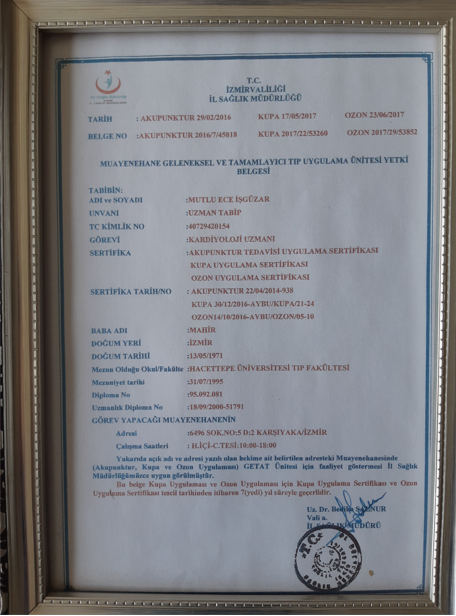 T.C.
İZMİR VALİLİĞİ
İL SAĞLIK MÜDÜRLÜĞÜ
TARİH : AKUPUNKTUR 29/02/2016 KUPA 17/05/2017 OZON 23/06/2017
BELGE NO :AKUPUNKTUR 2016/7/45018 KUPA 2017/22/53260 OZON 2017/29/53852
MUAYENEHANE GELENEKSEL VE TAMAMLAYICI TIP UYGULAMA ÜNİTESİ YETKİ
BELGESİ
TABİBİN:
ADI ve SOYADI :MUTLU ECE İŞGÜZAR
UNVANI :UZMAN TABİP
TC KİMLİK NO :40729420154
GÖREVİ :KARDİYOLOJİ UZMANI
SERTİFİKA :AKUPUNKTUR TEDAVİSİ UYGULAMA SERTİFİKASI
KUPA UYGULAMA SERTİFİKASI
OZON UYGULAMA SERTİFİKASI
SERTİFİKA TARİH/NO : AKUPUNKTUR 22/04/2014-938
KUPA 30/12/2016-AYBU/KUPA/21-24
OZON14/10/2016-AYBU/OZON/05-10
BABA ADI :MAHİR
DOĞUM YERİ :İZMİR
DOĞUM TARİHİ :13/05/1971
Mezun Olduğu Okul/Fakülte :HACETTEPE ÜNİVERSİTESİ TIP FAKÜLTESİ
Mezuniyet tarihi :31/07/1995
Diploma No :95.092.081
Uzmanlık Diploma No :18/09/2000-51791
GÖREV YAPACAĞI MUAYENEHANENİN
Adresi :6496 SOK.NO:5 D:2 KARŞIYAKA/İZMİR
Çalışma Saatleri : H.İÇİ-C.TESİ:10:00-18:00
Yukarıda açık adı ve adresi yazılı olan hekime ait belirtilen adresteki Muayenehanesinde
(Akupunktur, Kupa ve Ozon Uygulaması) GETAT Ünitesi için faaliyet göstermesi İl Sağlık
Müdürlüğümüzce uygun görülmüştür.
Bu belge Kupa Uygulaması ve Ozon Uygulaması için Kupa Uygulama Sertifikası ve Ozon
Uygulama Sertifikası tescil tarihinden itibaren 7(yedi) yıl süreyle geçerlidir.
Uz. Dr.
Vali a.
İL SAĞLIK MÜDÜRÜ
T.C.